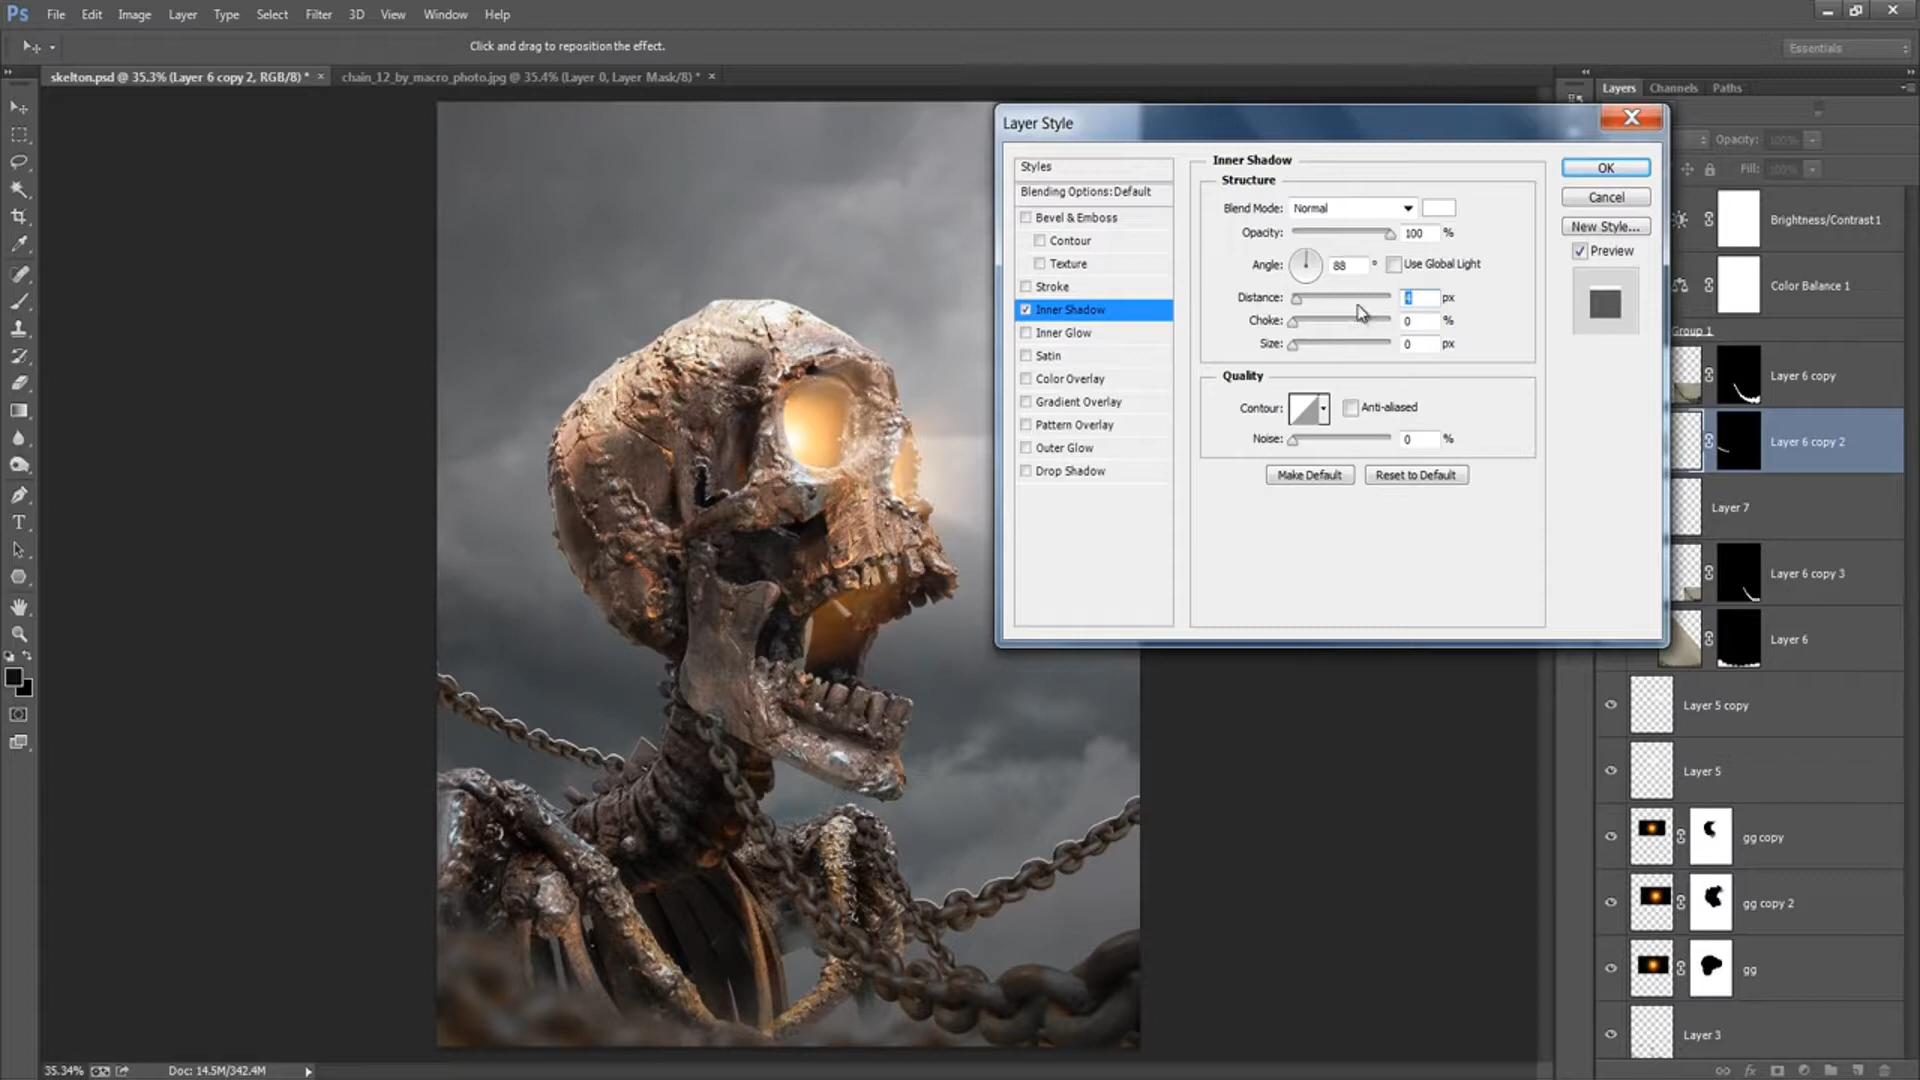 Ps File Edit Image Layer Type Select Filter 3D View Window Help
Click and drag to reposition the effect.
Essentials
skelton.psd @ 35.3% (Layer 6 copy 2, RGB/8) * ×
chain_12_by_macro_photo.jpg @ 35.4% (Layer 0, Layer Mask/8) * ×
Layers Channels Paths
Opacity: 100%
Fill: 100%
Brightness/Contrast 1
Color Balance 1
Group 1
Layer 6 copy
Layer 6 copy 2
Layer 7
Layer 6 copy 3
Layer 6
Layer 5 copy
Layer 5
gg copy
gg copy 2
gg
Layer 3
Layer Style
Styles
Blending Options: Default
Bevel & Emboss
Contour
Texture
Stroke
Inner Shadow
Inner Glow
Satin
Color Overlay
Gradient Overlay
Pattern Overlay
Outer Glow
Drop Shadow
Inner Shadow
Structure
Blend Mode: Normal
Opacity: 100 %
Angle: 88 ° Use Global Light
Distance: 4 px
Choke: 0 %
Size: 0 px
Quality
Contour: Anti-aliased
Noise: 0 %
Make Default Reset to Default
OK
Cancel
New Style...
Preview
T
35.34% Doc: 14.5M/342.4M
fx